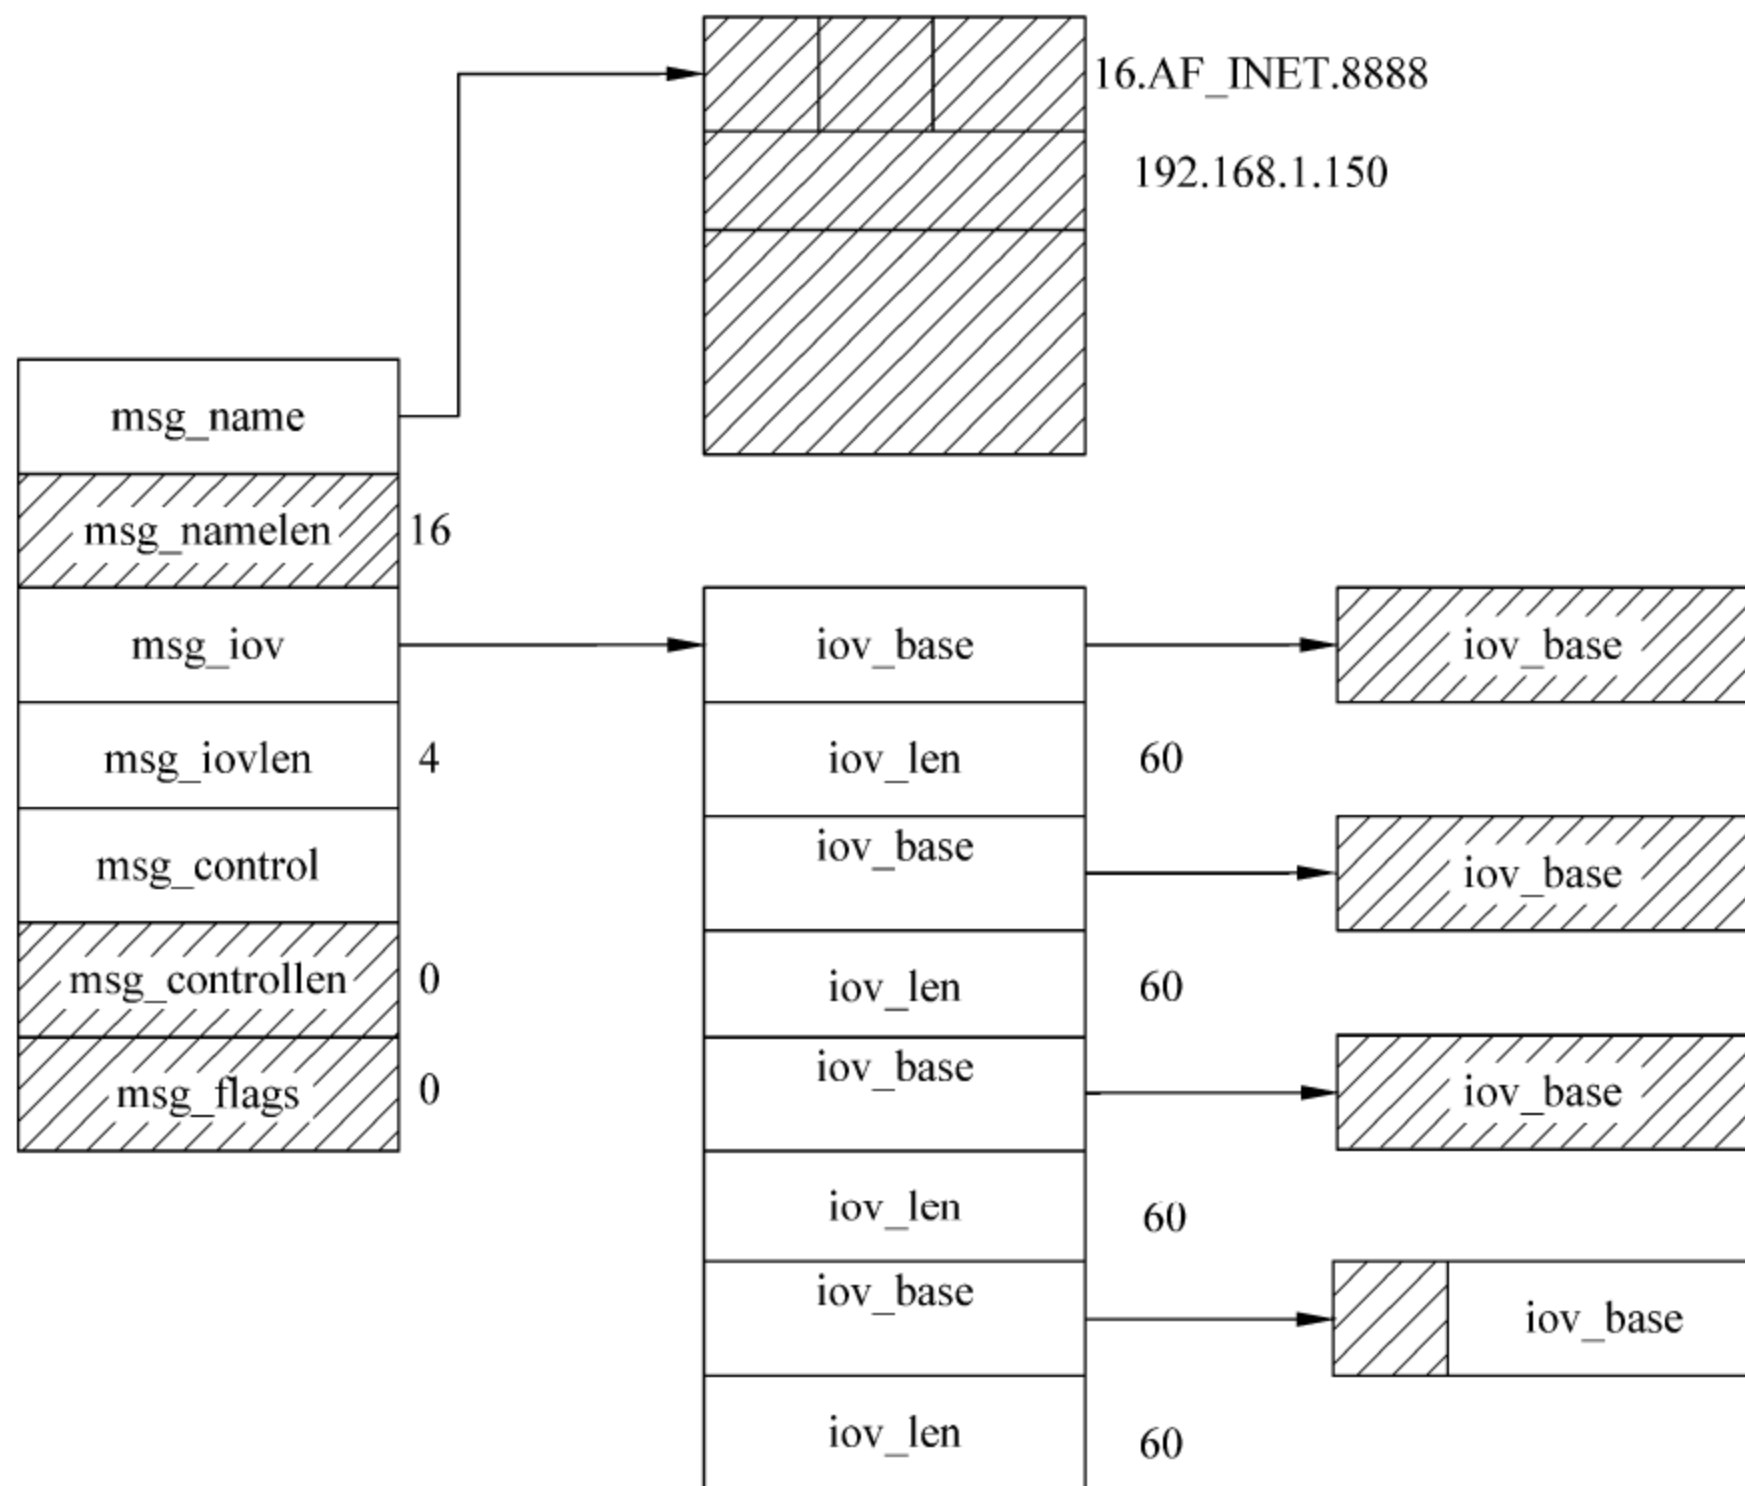 16.AF_INET.8888
192.168.1.150
msg_name
msg_namelen 16
msg_iov
iov_base
iov_base
msg_iovlen 4
iov_len 60
msg_control
iov_base
iov_base
msg_controllen 0
iov_len 60
msg_flags 0
iov_base
iov_base
iov_len 60
iov_base
iov_base
iov_len 60